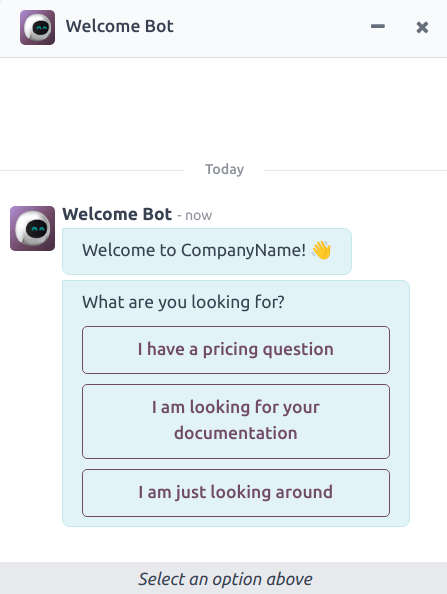 Welcome Bot
Today
Welcome Bot - now
Welcome to CompanyName! 👋
What are you looking for?
I have a pricing question
I am looking for your
documentation
I am just looking around
Select an option above